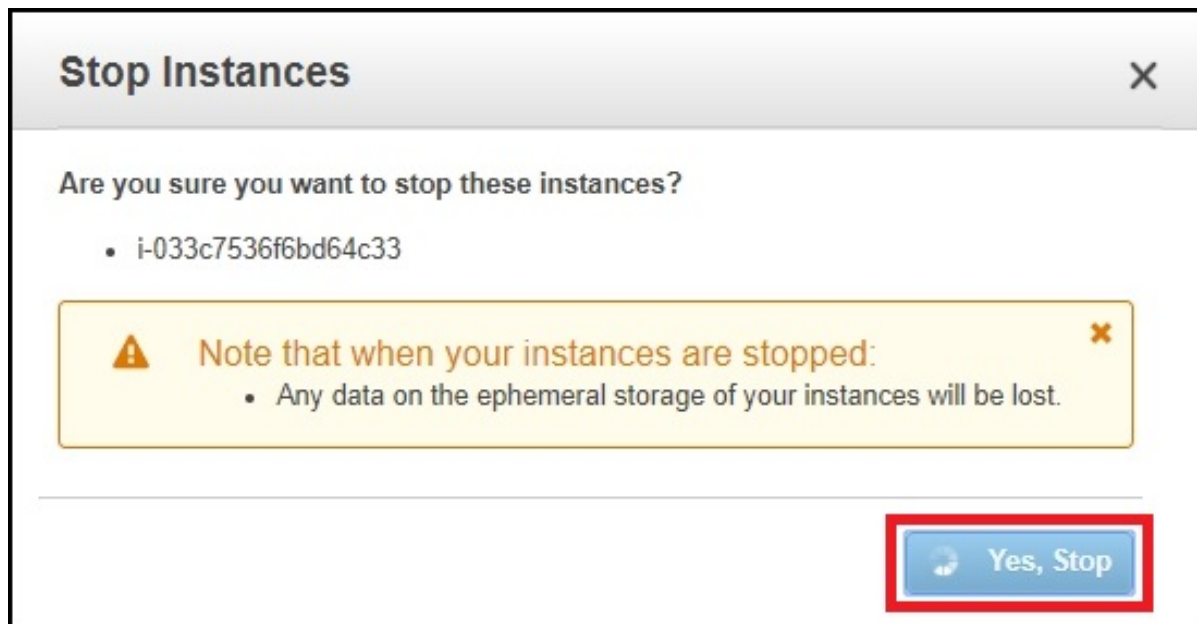 Stop Instances
Are you sure you want to stop these instances?
• i-033c7536f6bd64c33
Note that when your instances are stopped:
• Any data on the ephemeral storage of your instances will be lost.
Yes, Stop